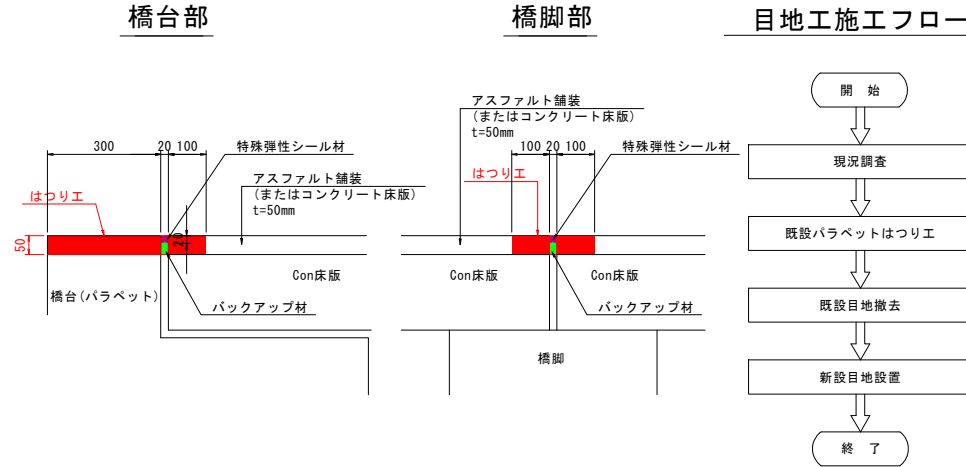 橋台部
300
20
100
特殊弾性シール材
アスファルト舗装
(またはコンクリート床版)
t=50mm
はつり工
50
20
Con床版
橋台(パラペット)
バックアップ材
橋脚部
アスファルト舗装
(またはコンクリート床版)
t=50mm
100
20
100
特殊弾性シール材
はつり工
Con床版
Con床版
バックアップ材
橋脚
目地工施工フロー
開 始
現況調査
既設パラペットはつり工
既設目地撤去
新設目地設置
終 了